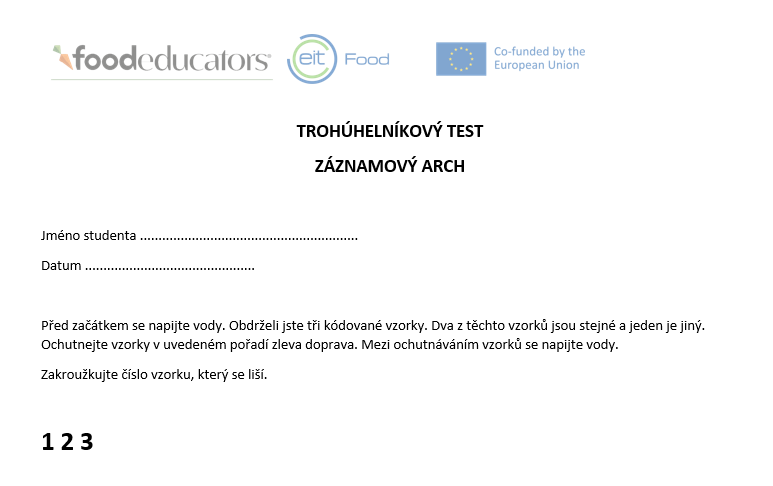 foodeducators®
eit Food
Co-funded by the
European Union
TROHÚHELNÍKOVÝ TEST
ZÁZNAMOVÝ ARCH
Jméno studenta ...........................................................
Datum ..............................................
Před začátkem se napijte vody. Obdrželi jste tři kódované vzorky. Dva z těchto vzorků jsou stejné a jeden je jiný.
Ochutnejte vzorky v uvedeném pořadí zleva doprava. Mezi ochutnáváním vzorků se napijte vody.
Zakroužkujte číslo vzorku, který se liší.
1 2 3